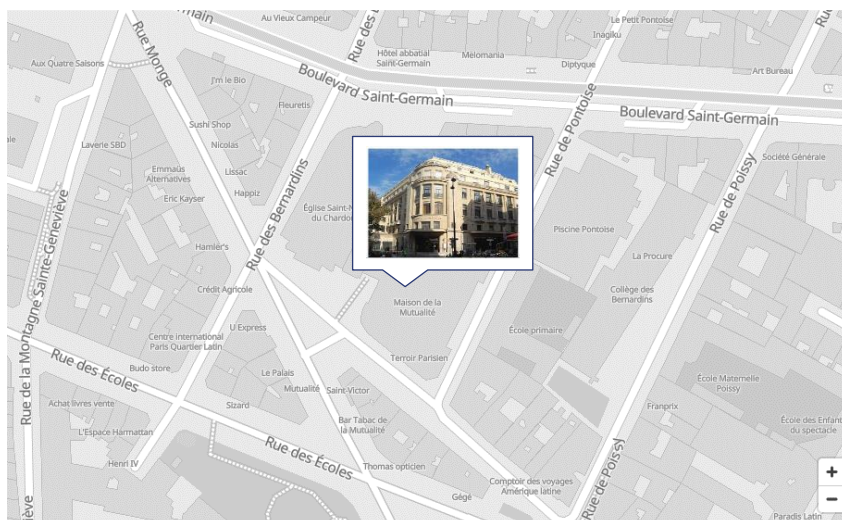 main
Au Vieux Campeur
Rue des B
Le Petit Pontoise
Inagiku
Rue Monge
Hôtel abbatial
Saint-Germain
Melomania
Diptyque
Aux Quatre Saisons
Art Bureau
J'm le Bio
Boulevard Saint-Germain
Fleuretis
Boulevard Saint-Germain
Sushi Shop
Nicolas
Laverie SBD
Rue de Pontoise
Société Générale
Emmaüs
Alternatives
Lissac
Happiz
Eric Kayser
Rue des Bernardins
Rue de Poissy
Église Saint-N
du Chardo
Piscine Pontoise
Hamler's
La Procure
Crédit Agricole
Collège des
Bernardins
Maison de la
Mutualité
Rue de la Montagne Sainte-Geneviève
U Express
École primaire
Centre international
Paris Quartier Latin
Rue des Écoles
Budo store
Terroir Parisien
Le Palais
Mutualité
Saint-Victor
École Maternelle
Poissy
Achat livres vente
Sizard
Franprix
Bar Tabac de
la Mutualité
École des Enfant
du spectacle
L'Espace Harmattan
Rue des Écoles
Henri IV
Thomas opticien
Rue de Poissy
Comptoir des voyages
Amérique latine
Gégé
iève
Paradis Latin
+
−